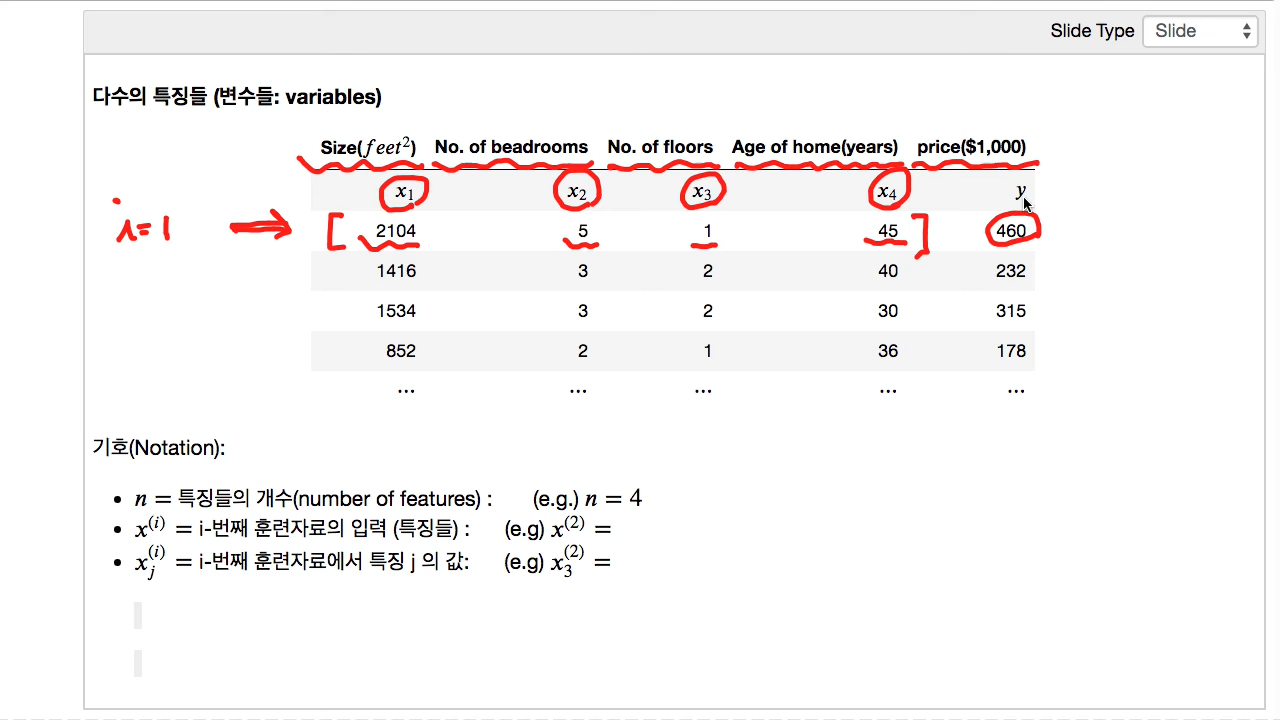 Slide Type Slide
다수의 특징들 (변수들: variables)
Size(feet²) No. of beadrooms No. of floors Age of home(years) price($1,000)
x₁ x₂ x₃ x₄ y
i=1 ⇒ [ 2104 5 1 45 ] 460
1416 3 2 40 232
1534 3 2 30 315
852 2 1 36 178
... ... ... ... ...
기호(Notation):
• n = 특징들의 개수(number of features) : (e.g.) n = 4
• x^(i) = i-번째 훈련자료의 입력 (특징들) : (e.g) x^(2) =
• x_j^(i) = i-번째 훈련자료에서 특징 j 의 값: (e.g) x_3^(2) =